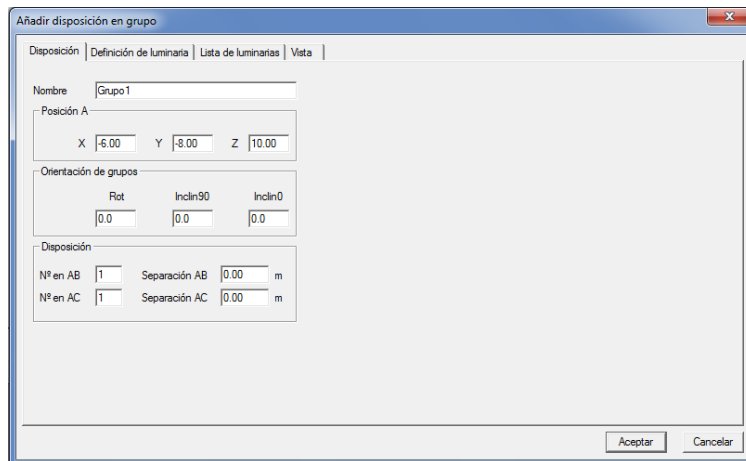 Añadir disposición en grupo
Disposición Definición de luminaria Lista de luminarias Vista
Nombre Grupo1
Posición A
X -6.00 Y -8.00 Z 10.00
Orientación de grupos
Rot Inclin90 Inclin0
0.0 0.0 0.0
Disposición
Nº en AB 1 Separación AB 0.00 m
Nº en AC 1 Separación AC 0.00 m
Aceptar Cancelar